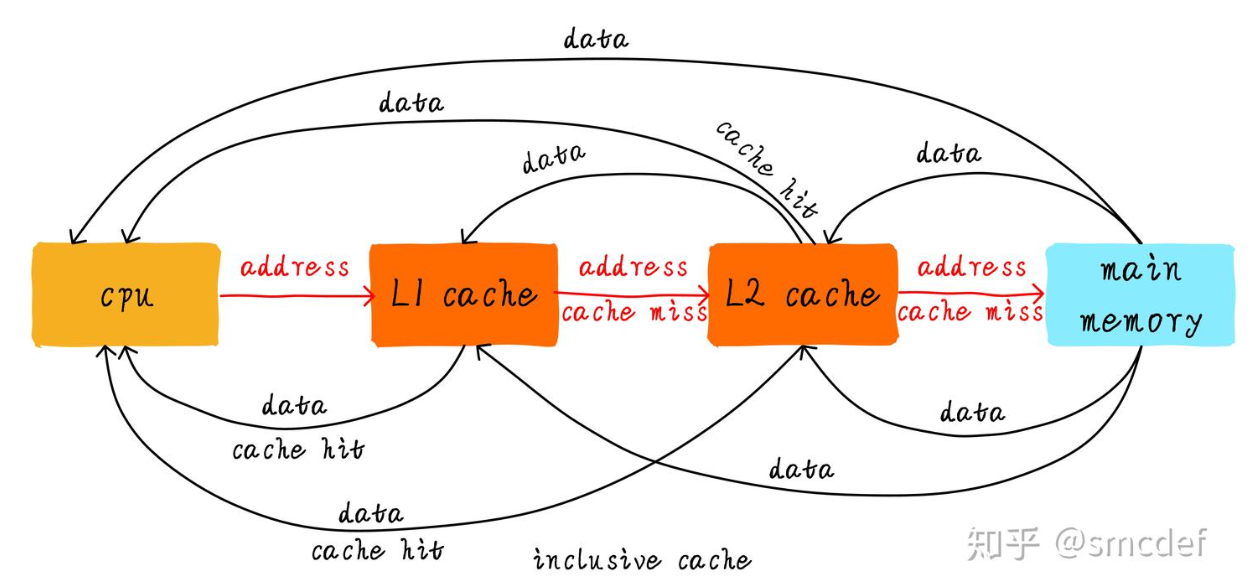 data
data
data
cache hit
data
cpu
address
L1 cache
address
cache miss
L2 cache
address
cache miss
main
memory
data
cache hit
data
cache hit
data
data
inclusive cache
知乎 @smcdef